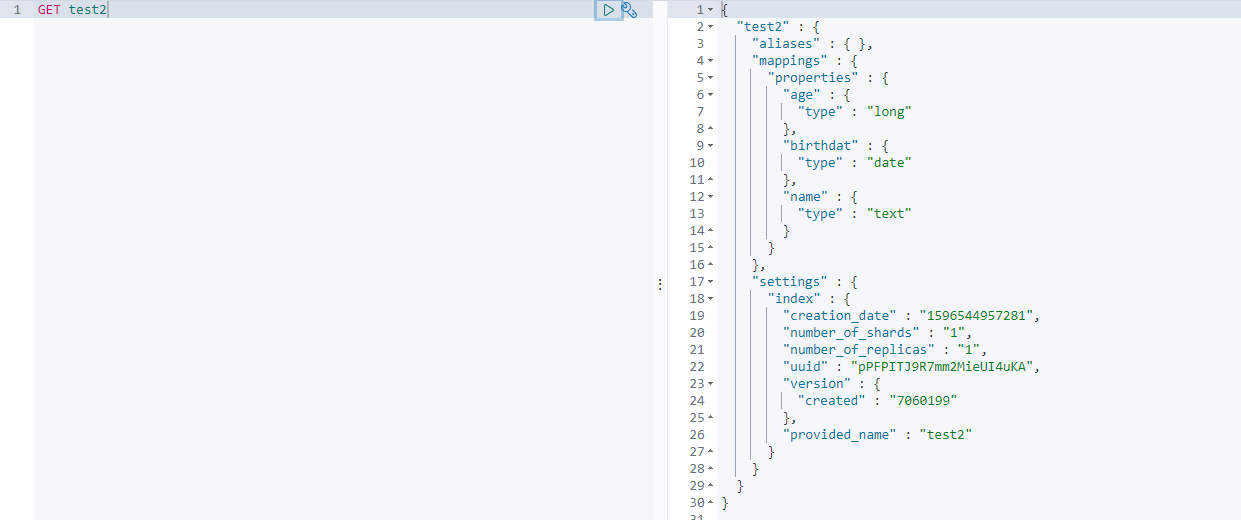 1 GET test2
1 {
2 "test2" : {
3 "aliases" : { },
4 "mappings" : {
5 "properties" : {
6 "age" : {
7 "type" : "long"
8 },
9 "birthdat" : {
10 "type" : "date"
11 },
12 "name" : {
13 "type" : "text"
14 }
15 }
16 },
17 "settings" : {
18 "index" : {
19 "creation_date" : "1596544957281",
20 "number_of_shards" : "1",
21 "number_of_replicas" : "1",
22 "uuid" : "pPFPITJ9R7mm2MieUI4uKA",
23 "version" : {
24 "created" : "7060199"
25 },
26 "provided_name" : "test2"
27 }
28 }
29 }
30 }
31